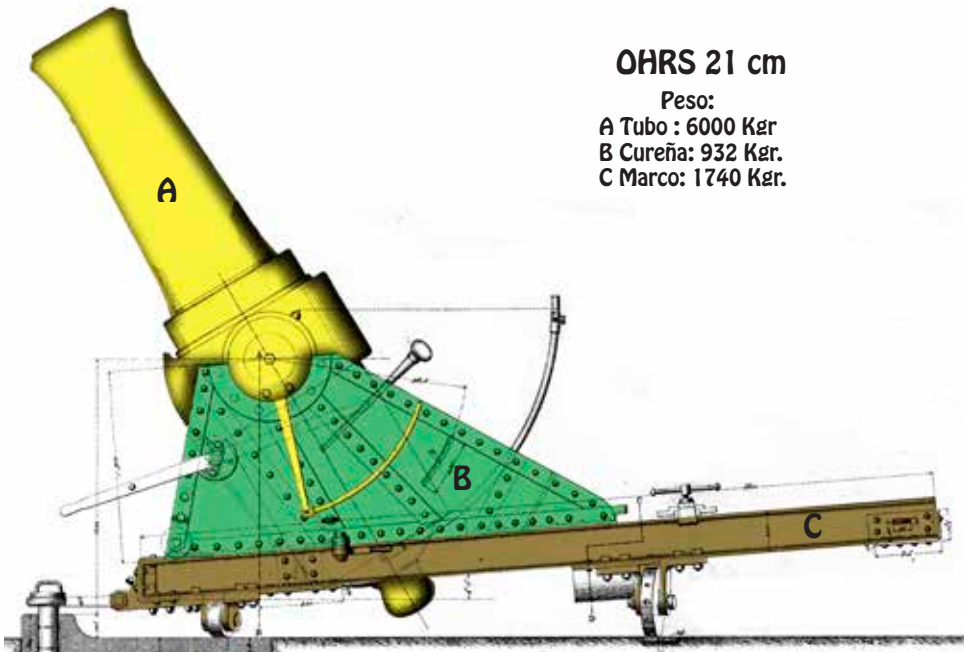 OHRS 21 cm
Peso:
A Tubo : 6000 Kgr
B Cureña: 932 Kgr.
C Marco: 1740 Kgr.
A
B
C